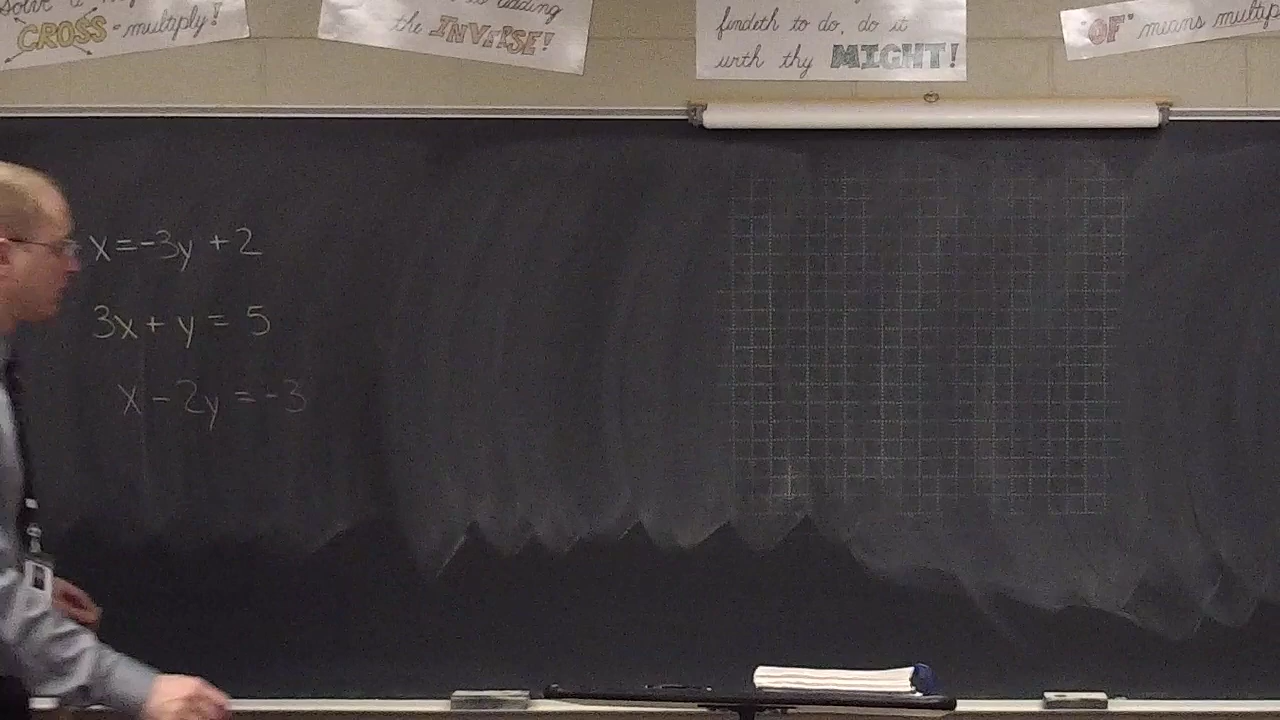 CROSS - multiply!
adding
the INVERSE!
findeth to do, do it
with thy MIGHT!
"OF" means
x=-3y+2
3x+y=5
x-2y=-3